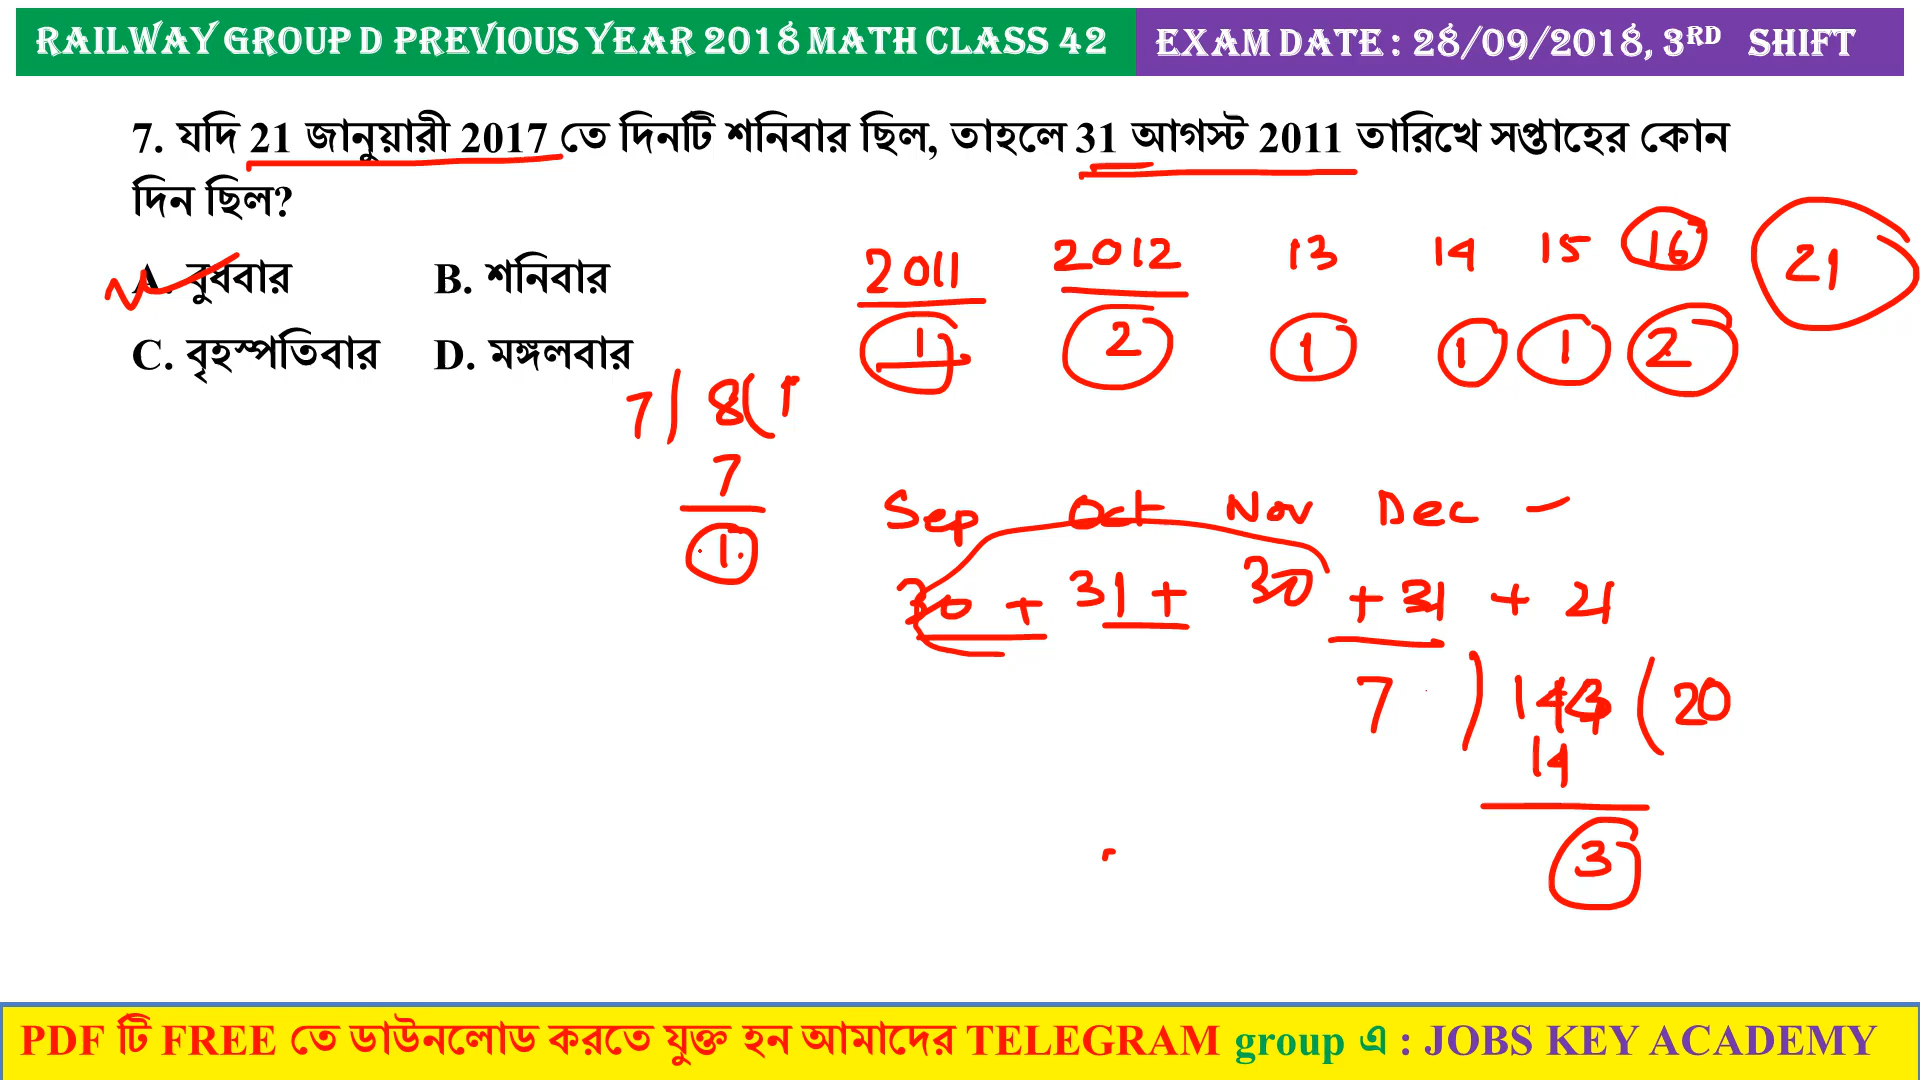 RAILWAY GROUP D PREVIOUS YEAR 2018 MATH CLASS 42
EXAM DATE : 28/09/2018, 3RD SHIFT
7. যদি 21 জানুয়ারী 2017 তে দিনটি শনিবার ছিল, তাহলে 31 আগস্ট 2011 তারিখে সপ্তাহের কোন
দিন ছিল?
A. বুধবার B. শনিবার
C. বৃহস্পতিবার D. মঙ্গলবার
2011 2012 13 14 15 16 21
1 2 1 1 1 2
7) 8(1
7
1
Sep Oct Nov Dec –
30 + 31 + 30 + 31 + 21
7 ) 143 ( 20
14
3
PDF টি FREE তে ডাউনলোড করতে যুক্ত হন আমাদের TELEGRAM group এ : JOBS KEY ACADEMY